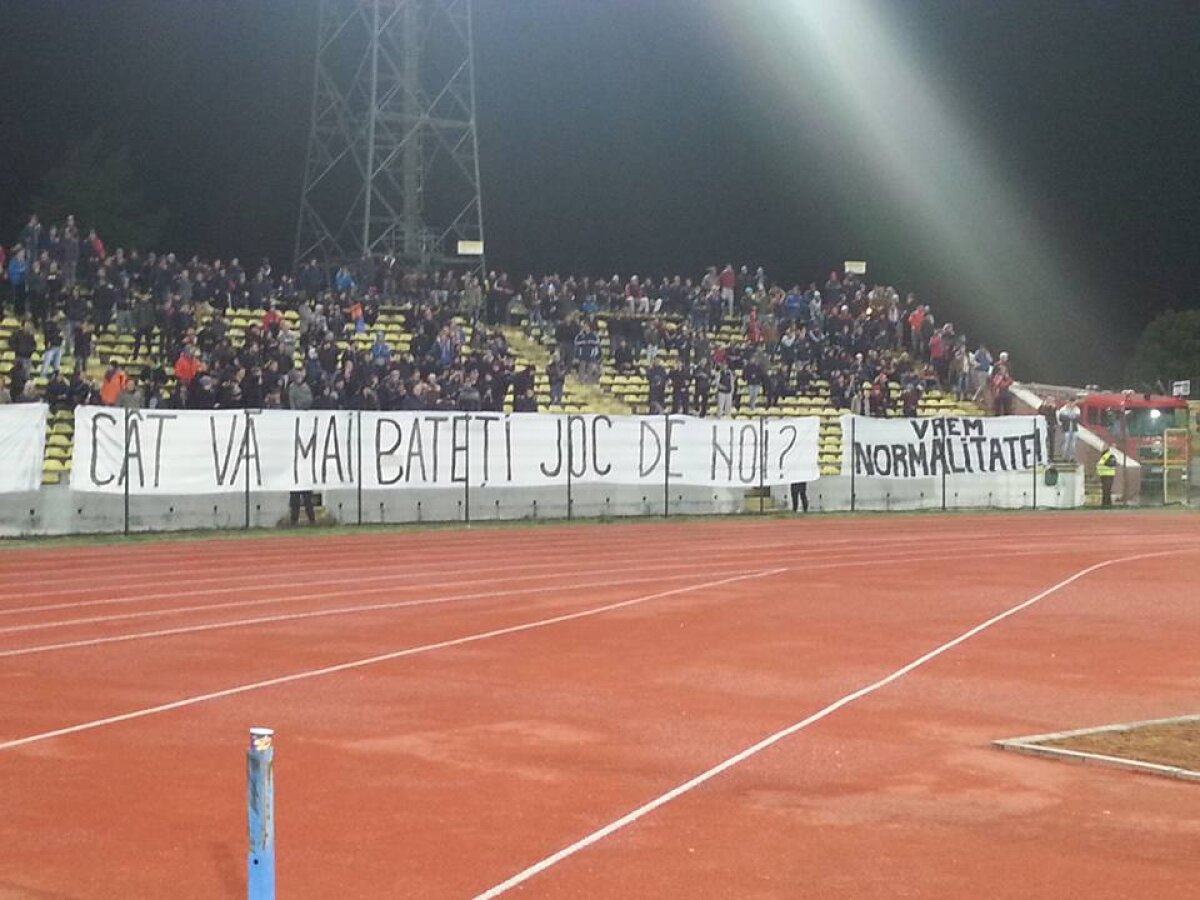 CÂT VĂ MAI BATEȚI JOC DE NOI?
VREM
NORMALITATE!